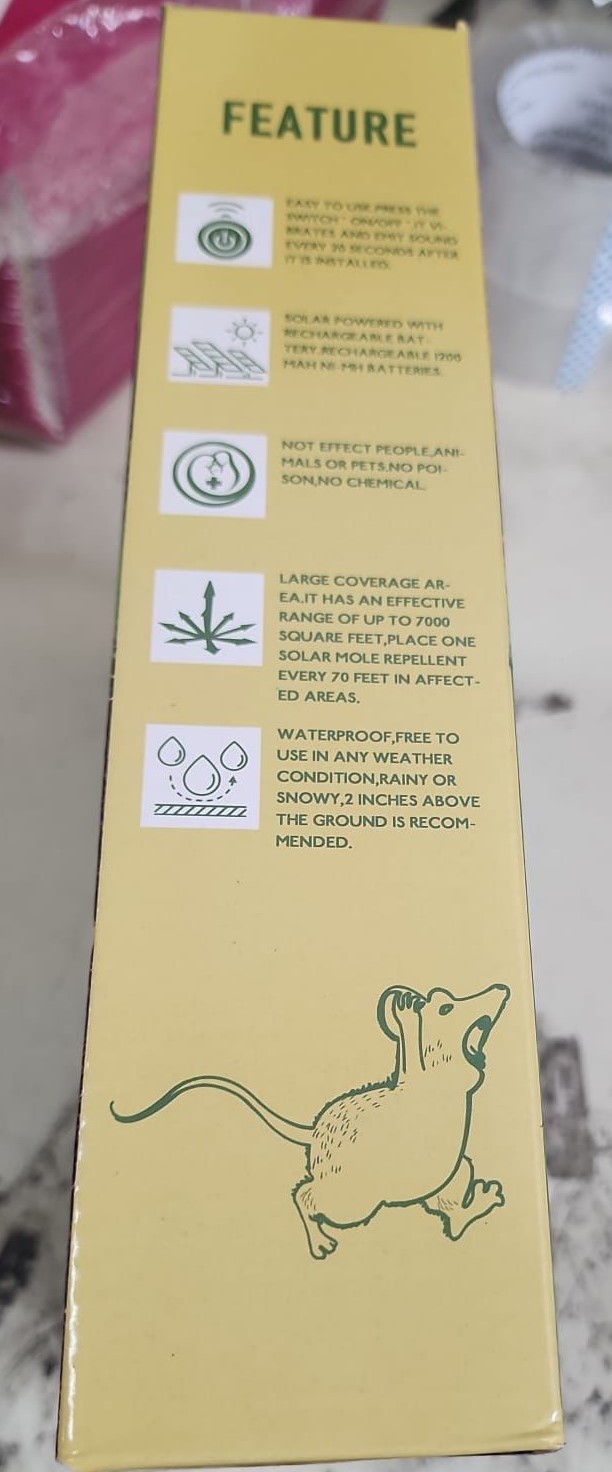 FEATURE
EASY TO USE.PRESS THE
SWITCH " ON/OFF " IT VI-
BRATES AND EMIT SOUND
EVERY SECONDS AFTER
IT IS INSTALLED.
SOLAR POWERED WITH
RECHARGEABLE BAT-
TERY.RECHARGEABLE 1200
MAH NI-MH BATTERIES.
NOT EFFECT PEOPLE,ANI-
MALS OR PETS.NO POI-
SON,NO CHEMICAL.
LARGE COVERAGE AR-
EA.IT HAS AN EFFECTIVE
RANGE OF UP TO 7000
SQUARE FEET,PLACE ONE
SOLAR MOLE REPELLENT
EVERY 70 FEET IN AFFECT-
ED AREAS.
WATERPROOF,FREE TO
USE IN ANY WEATHER
CONDITION,RAINY OR
SNOWY,2 INCHES ABOVE
THE GROUND IS RECOM-
MENDED.